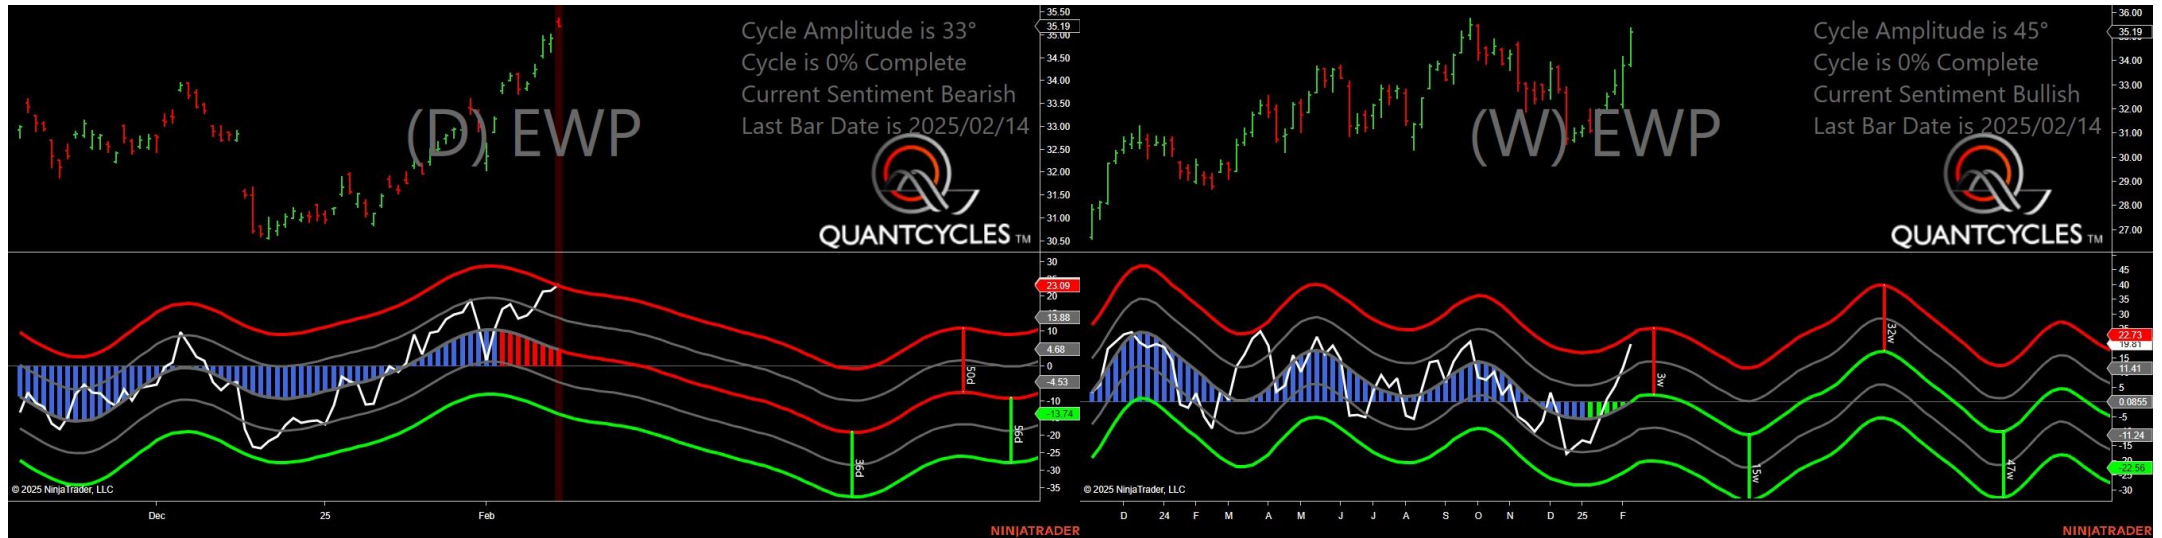 Cycle Amplitude is 33°
Cycle is 0% Complete
Current Sentiment Bearish
Last Bar Date is 2025/02/14
(D) EWP
QUANTCYCLES TM
35.50
35.19
35.00
34.50
34.00
33.50
33.00
32.50
32.00
31.50
31.00
30.50
30
23.09
20
13.88
10
4.68
0
-4.53
-10
-13.74
-20
-25
-30
-35
50d
56d
36d
© 2025 NinjaTrader, LLC
Dec
25
Feb
NINJATRADER
Cycle Amplitude is 45°
Cycle is 0% Complete
Current Sentiment Bullish
Last Bar Date is 2025/02/14
(W) EWP
QUANTCYCLES TM
36.00
35.19
34.00
33.00
32.00
31.00
30.00
29.00
28.00
27.00
45
40
35
30
22.73
19.81
15
11.41
5
0.0855
-5
-11.24
-15
-22.56
-30
32w
3w
15w
47w
© 2025 NinjaTrader, LLC
D
24
F
M
A
M
J
J
A
S
O
N
D
25
F
NINJATRADER